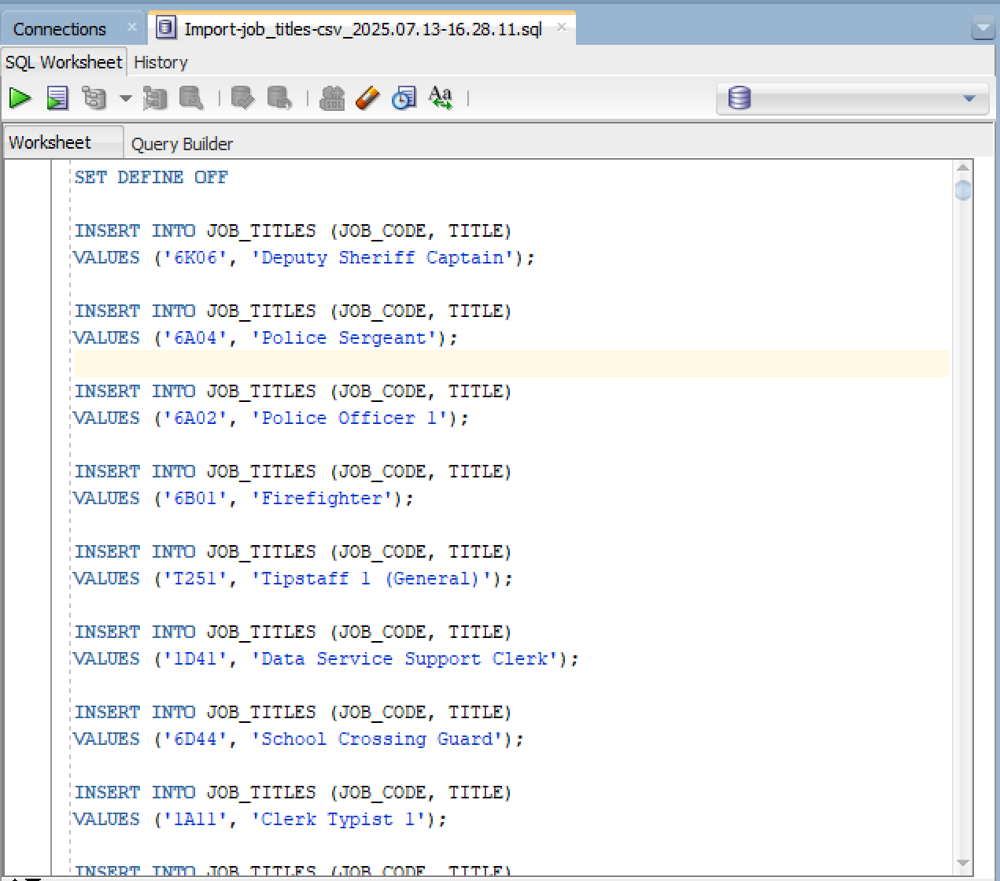 Connections
Import-job_titles-csv_2025.07.13-16.28.11.sql
SQL Worksheet History
SQL
Aa
Worksheet
Query Builder
SET DEFINE OFF
INSERT INTO JOB_TITLES (JOB_CODE, TITLE)
VALUES ('6K06', 'Deputy Sheriff Captain');
INSERT INTO JOB_TITLES (JOB_CODE, TITLE)
VALUES ('6A04', 'Police Sergeant');
INSERT INTO JOB_TITLES (JOB_CODE, TITLE)
VALUES ('6A02', 'Police Officer 1');
INSERT INTO JOB_TITLES (JOB_CODE, TITLE)
VALUES ('6B01', 'Firefighter');
INSERT INTO JOB_TITLES (JOB_CODE, TITLE)
VALUES ('T251', 'Tipstaff 1 (General)');
INSERT INTO JOB_TITLES (JOB_CODE, TITLE)
VALUES ('1D41', 'Data Service Support Clerk');
INSERT INTO JOB_TITLES (JOB_CODE, TITLE)
VALUES ('6D44', 'School Crossing Guard');
INSERT INTO JOB_TITLES (JOB_CODE, TITLE)
VALUES ('1A11', 'Clerk Typist 1');
INSERT INTO JOB_TITLES (JOB_CODE, TITLE)